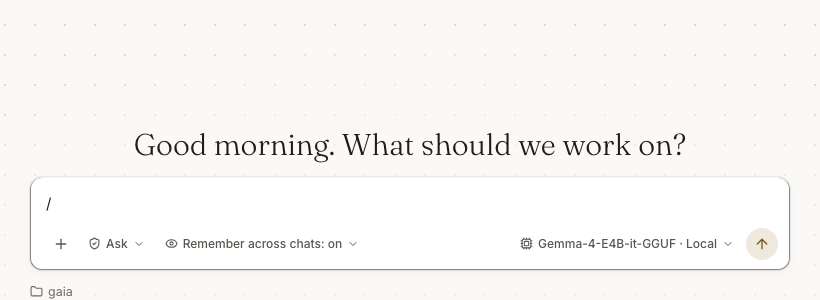 Good morning. What should we work on?
/
Ask Remember across chats: on Gemma-4-E4B-it-GGUF · Local
gaia